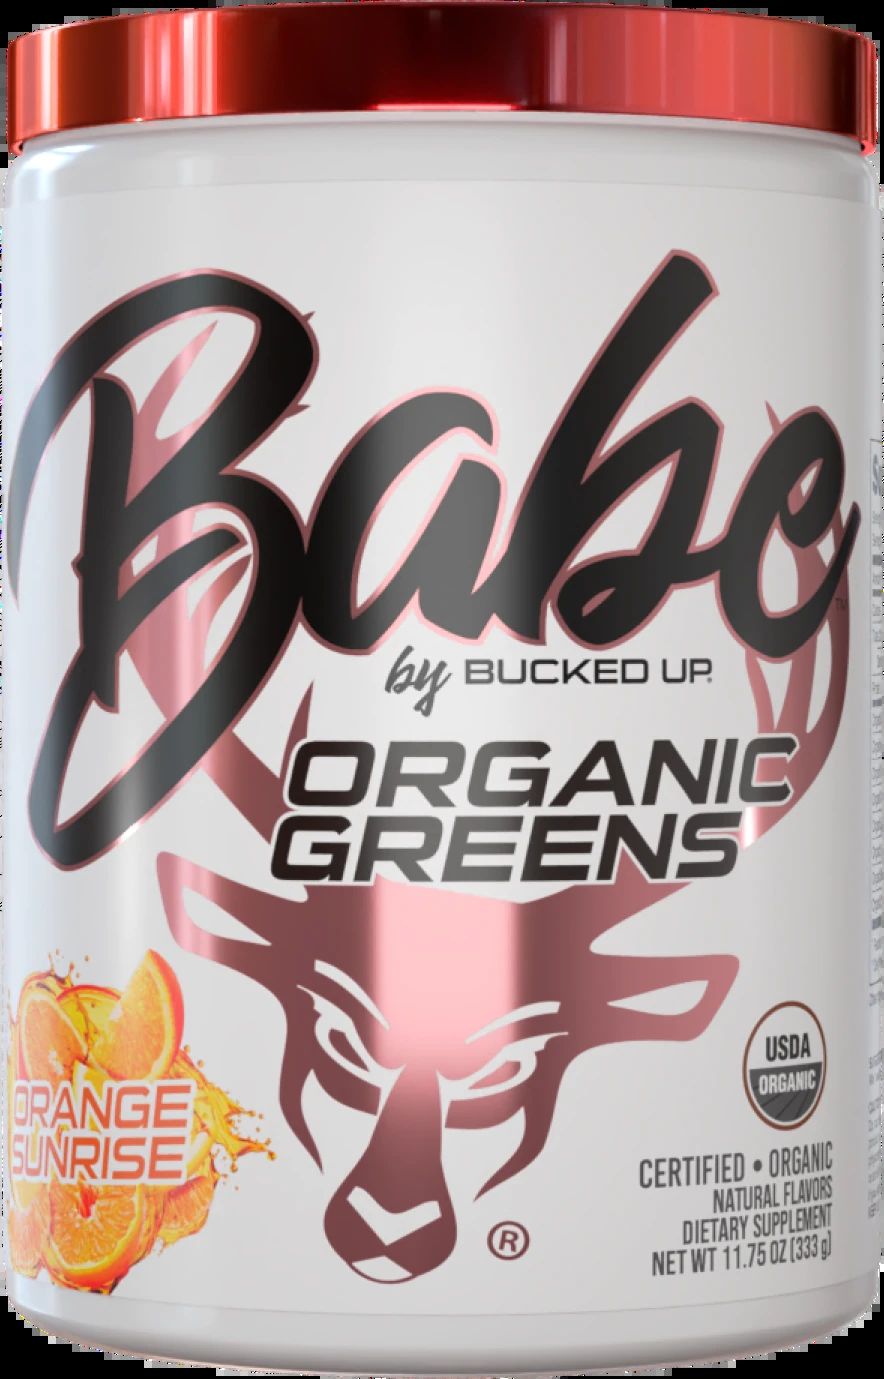 Babe™
by BUCKED UP®
ORGANIC
GREENS
ORANGE
SUNRISE
®
USDA
ORGANIC
CERTIFIED • ORGANIC
NATURAL FLAVORS
DIETARY SUPPLEMENT
NET WT 11.75 OZ (333 g)